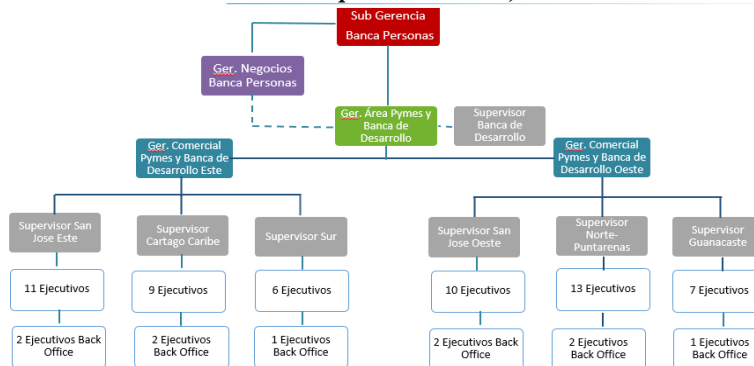 Sub Gerencia
Banca Personas
Ger. Negocios
Banca Personas
Ger. Área Pymes y
Banca de
Desarrollo
Supervisor
Banca de
Desarrollo
Ger. Comercial
Pymes y Banca de
Desarrollo Este
Ger. Comercial
Pymes y Banca de
Desarrollo Oeste
Supervisor San
Jose Este
Supervisor
Cartago Caribe
Supervisor Sur
Supervisor San
Jose Oeste
Supervisor
Norte-
Puntarenas
Supervisor
Guanacaste
11 Ejecutivos
9 Ejecutivos
6 Ejecutivos
10 Ejecutivos
13 Ejecutivos
7 Ejecutivos
2 Ejecutivos Back
Office
2 Ejecutivos
Back Office
1 Ejecutivos
Back Office
2 Ejecutivos Back
Office
2 Ejecutivos
Back Office
1 Ejecutivos
Back Office